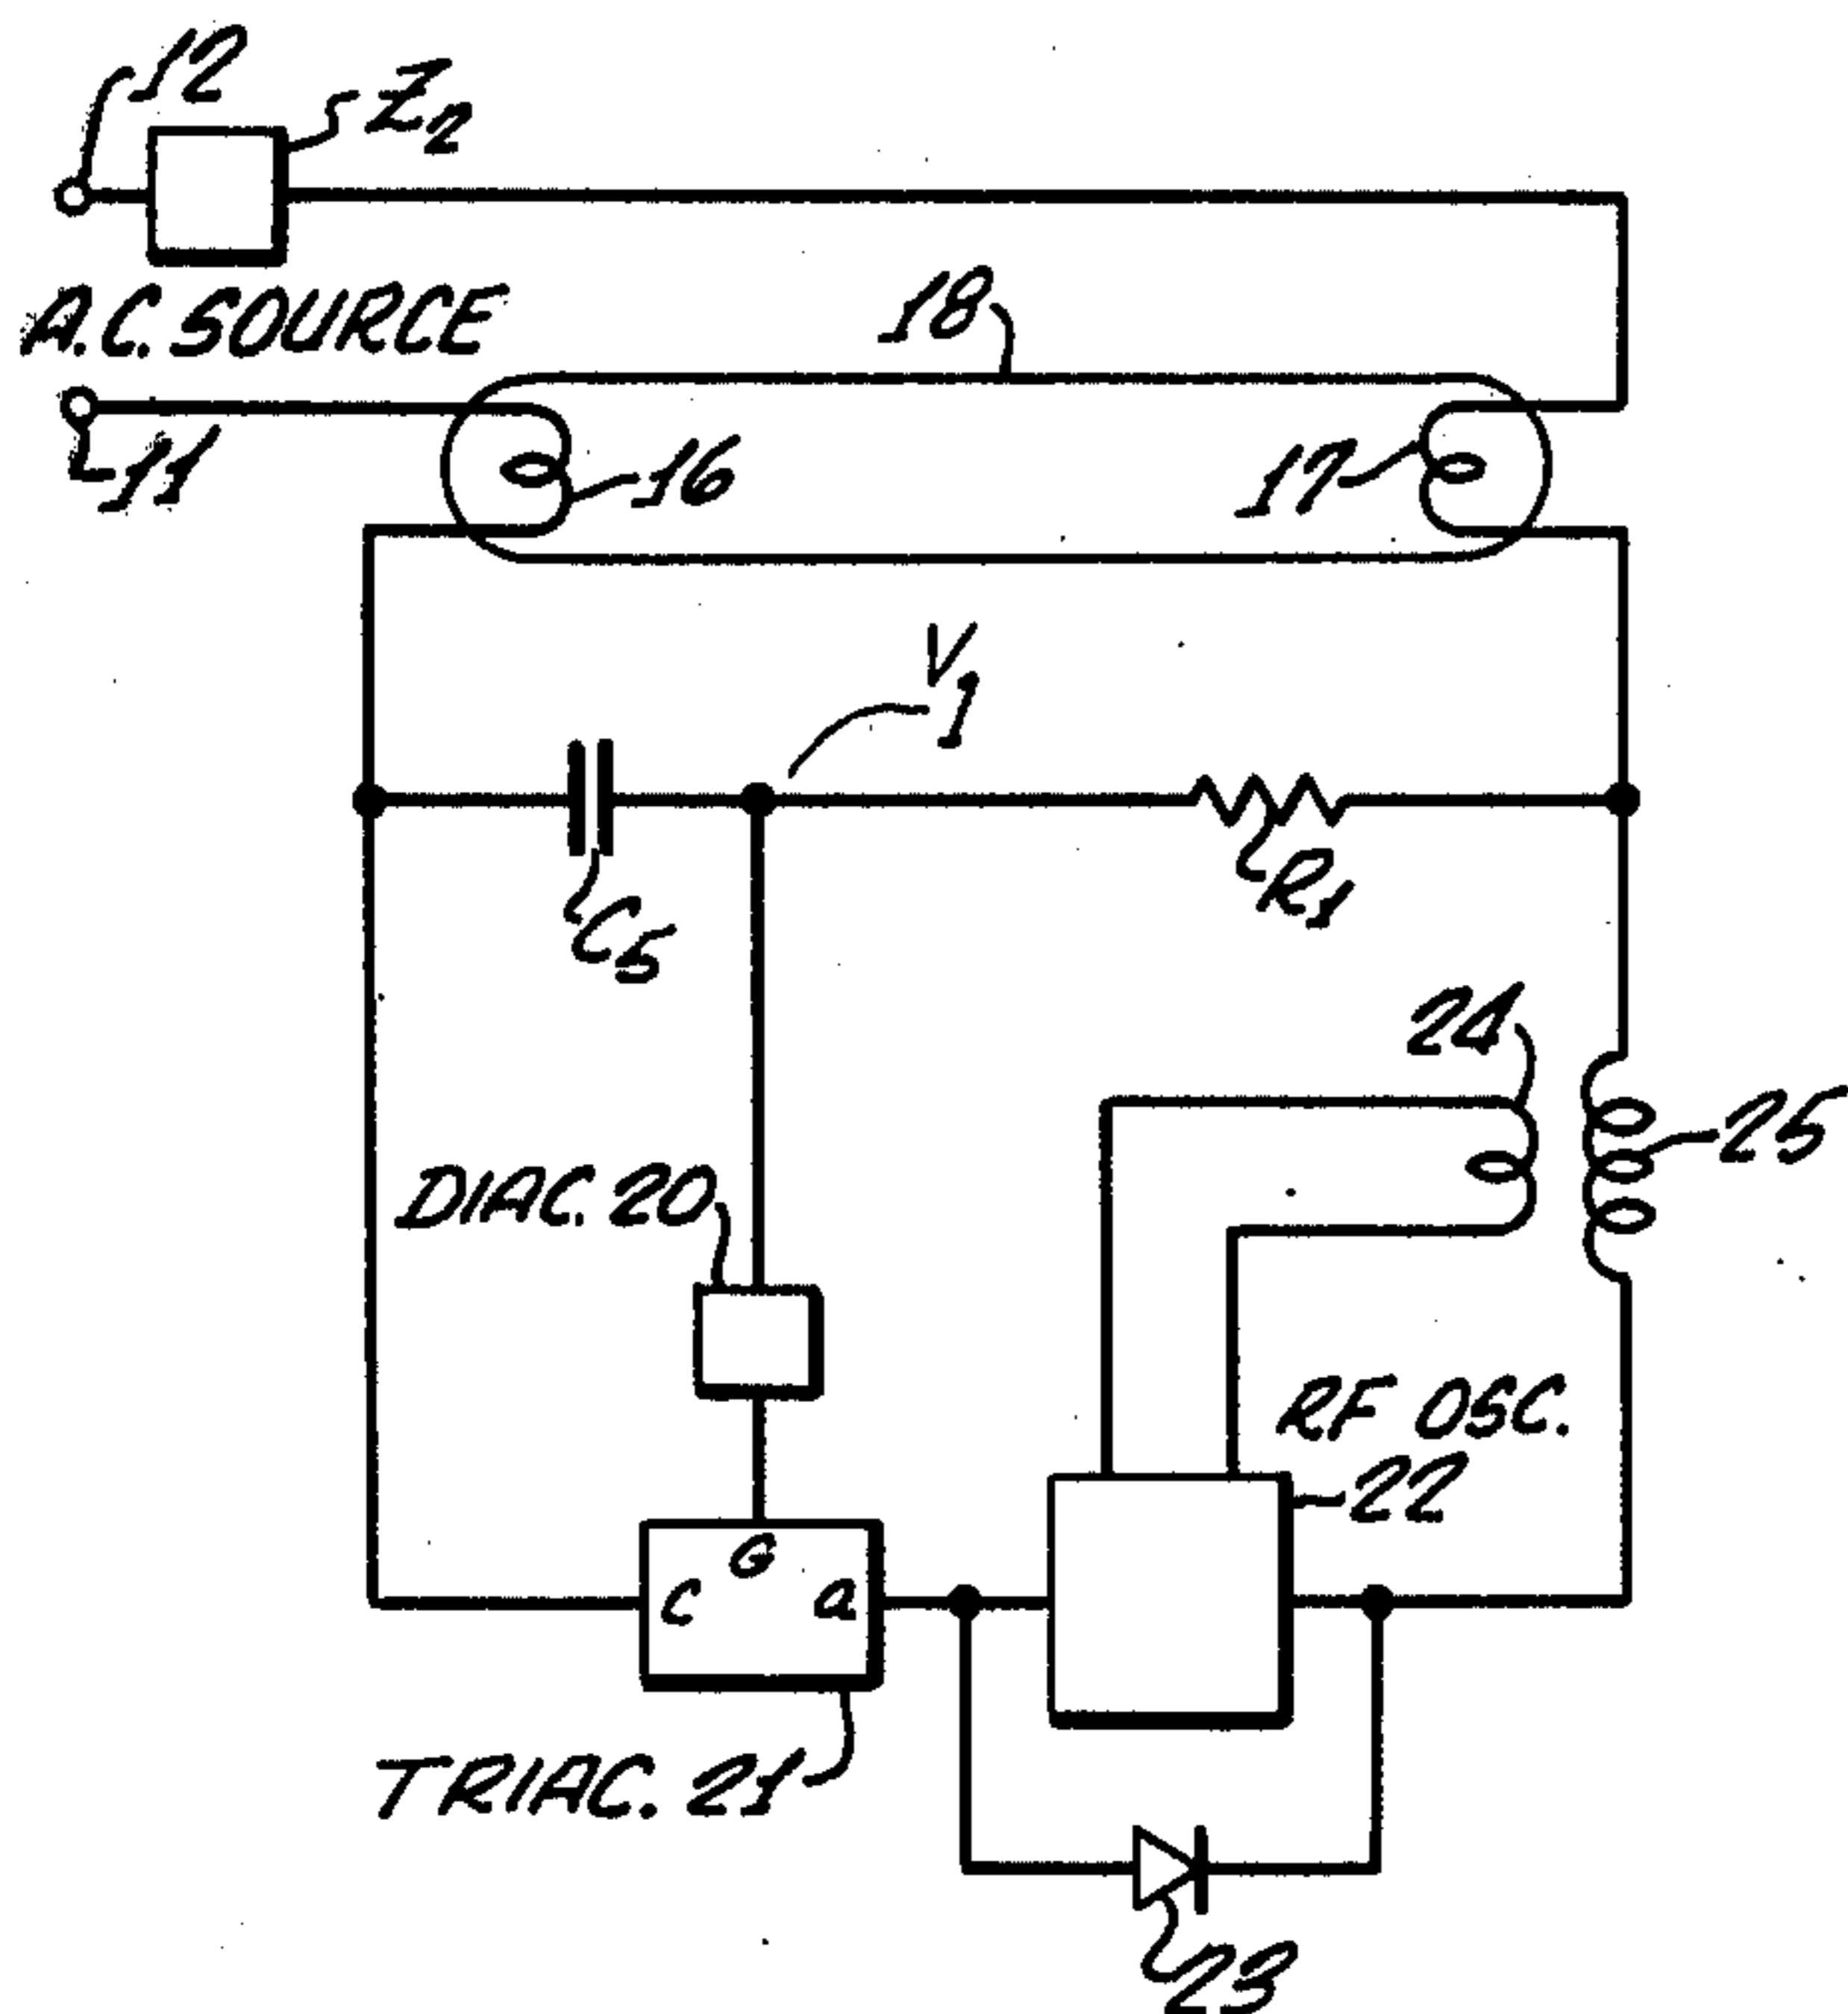 12
Z2
A.C. SOURCE
18
11
16
17
V1
C5
R1
24
25
DIAC. 20
RF OSC.
22
G
C
a
TRIAC. 21
23